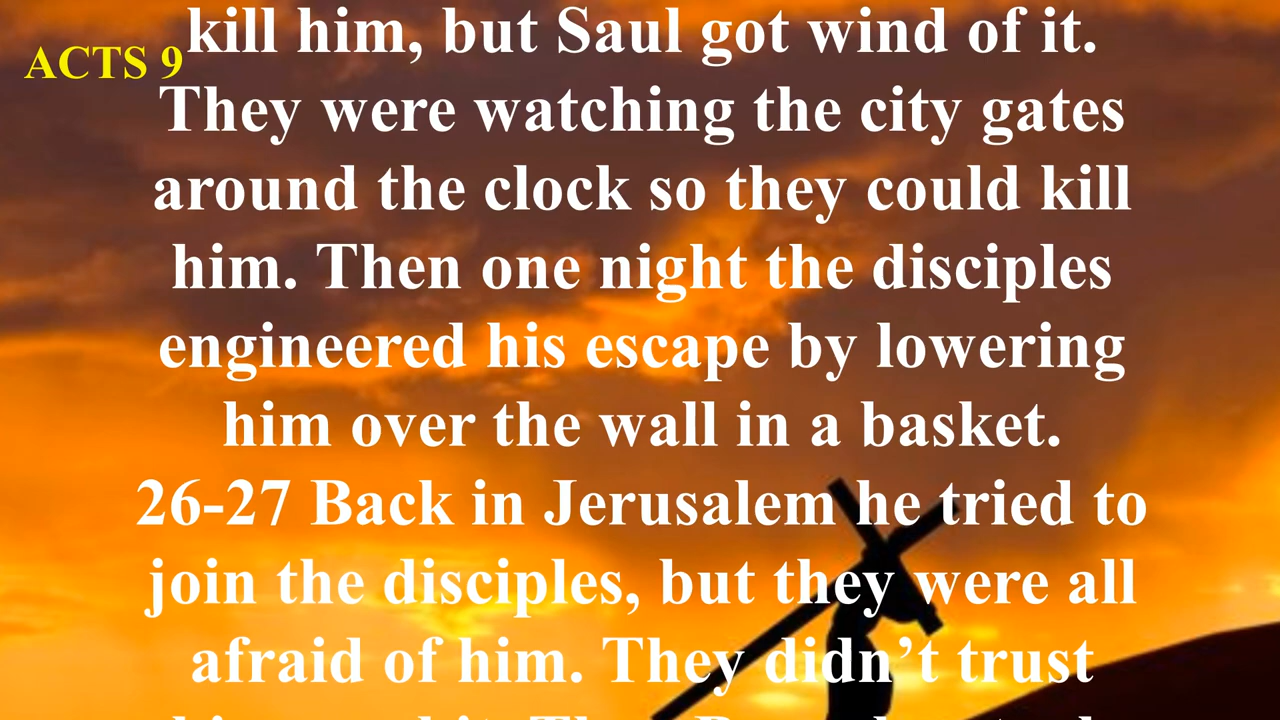 ACTS 9
kill him, but Saul got wind of it.
They were watching the city gates
around the clock so they could kill
him. Then one night the disciples
engineered his escape by lowering
him over the wall in a basket.
26-27 Back in Jerusalem he tried to
join the disciples, but they were all
afraid of him. They didn’t trust